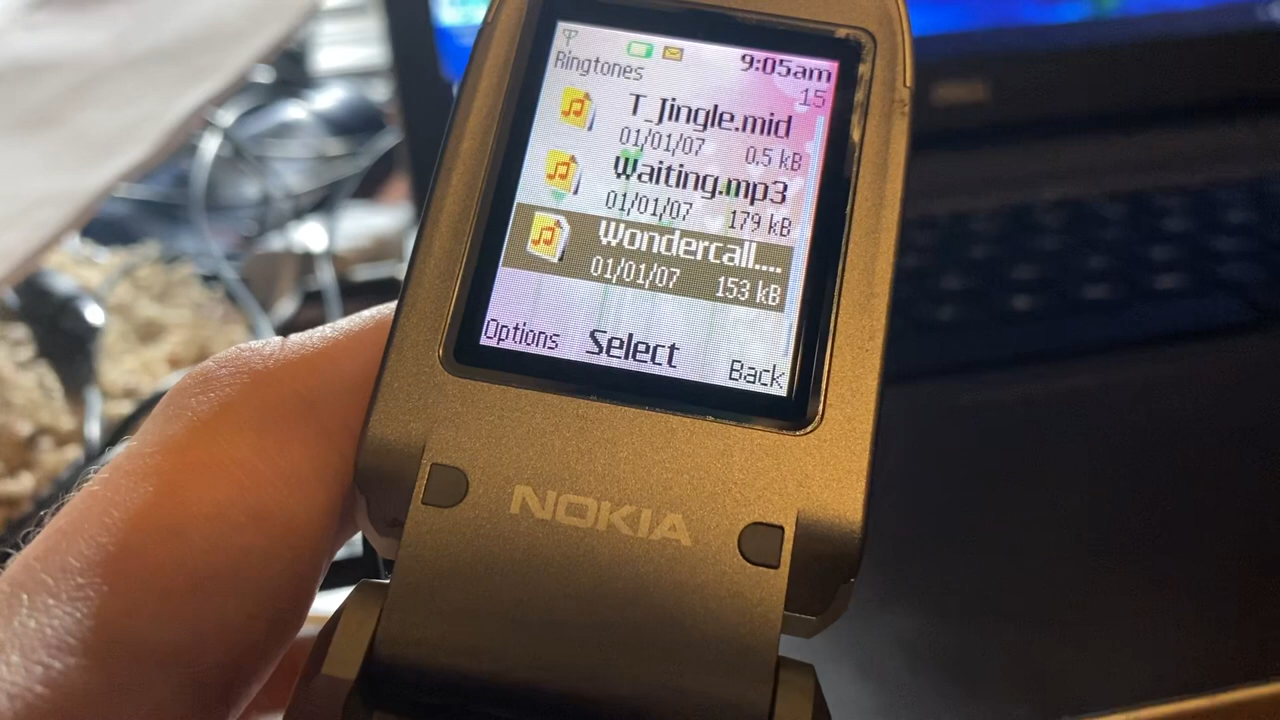 9:05am
Ringtones
15
T_Jingle.mid
01/01/07 0.5 kB
Waiting.mp3
01/01/07 179 kB
Wondercall....
01/01/07 153 kB
Options Select Back
NOKIA